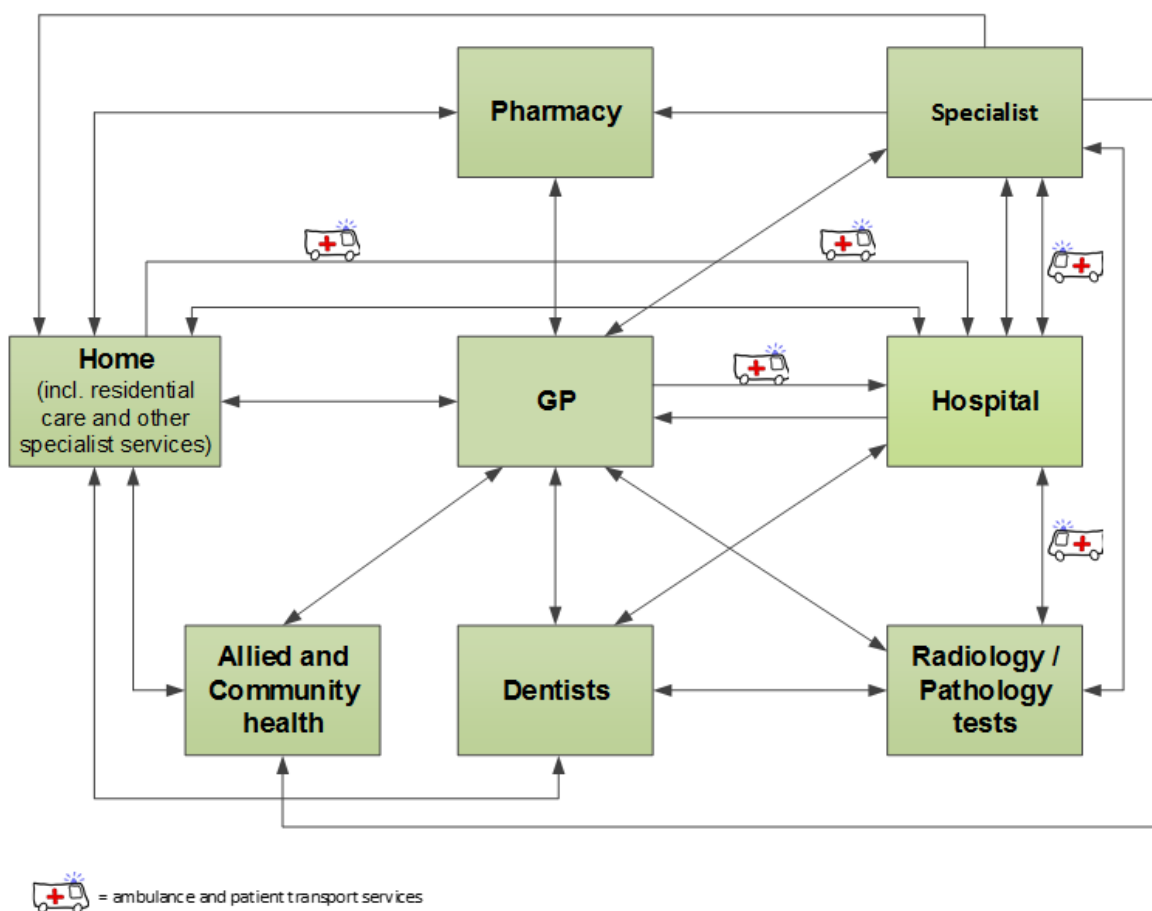 Pharmacy
Specialist
Home
(incl. residential
care and other
specialist services)
GP
Hospital
Allied and
Community
health
Dentists
Radiology /
Pathology
tests
= ambulance and patient transport services